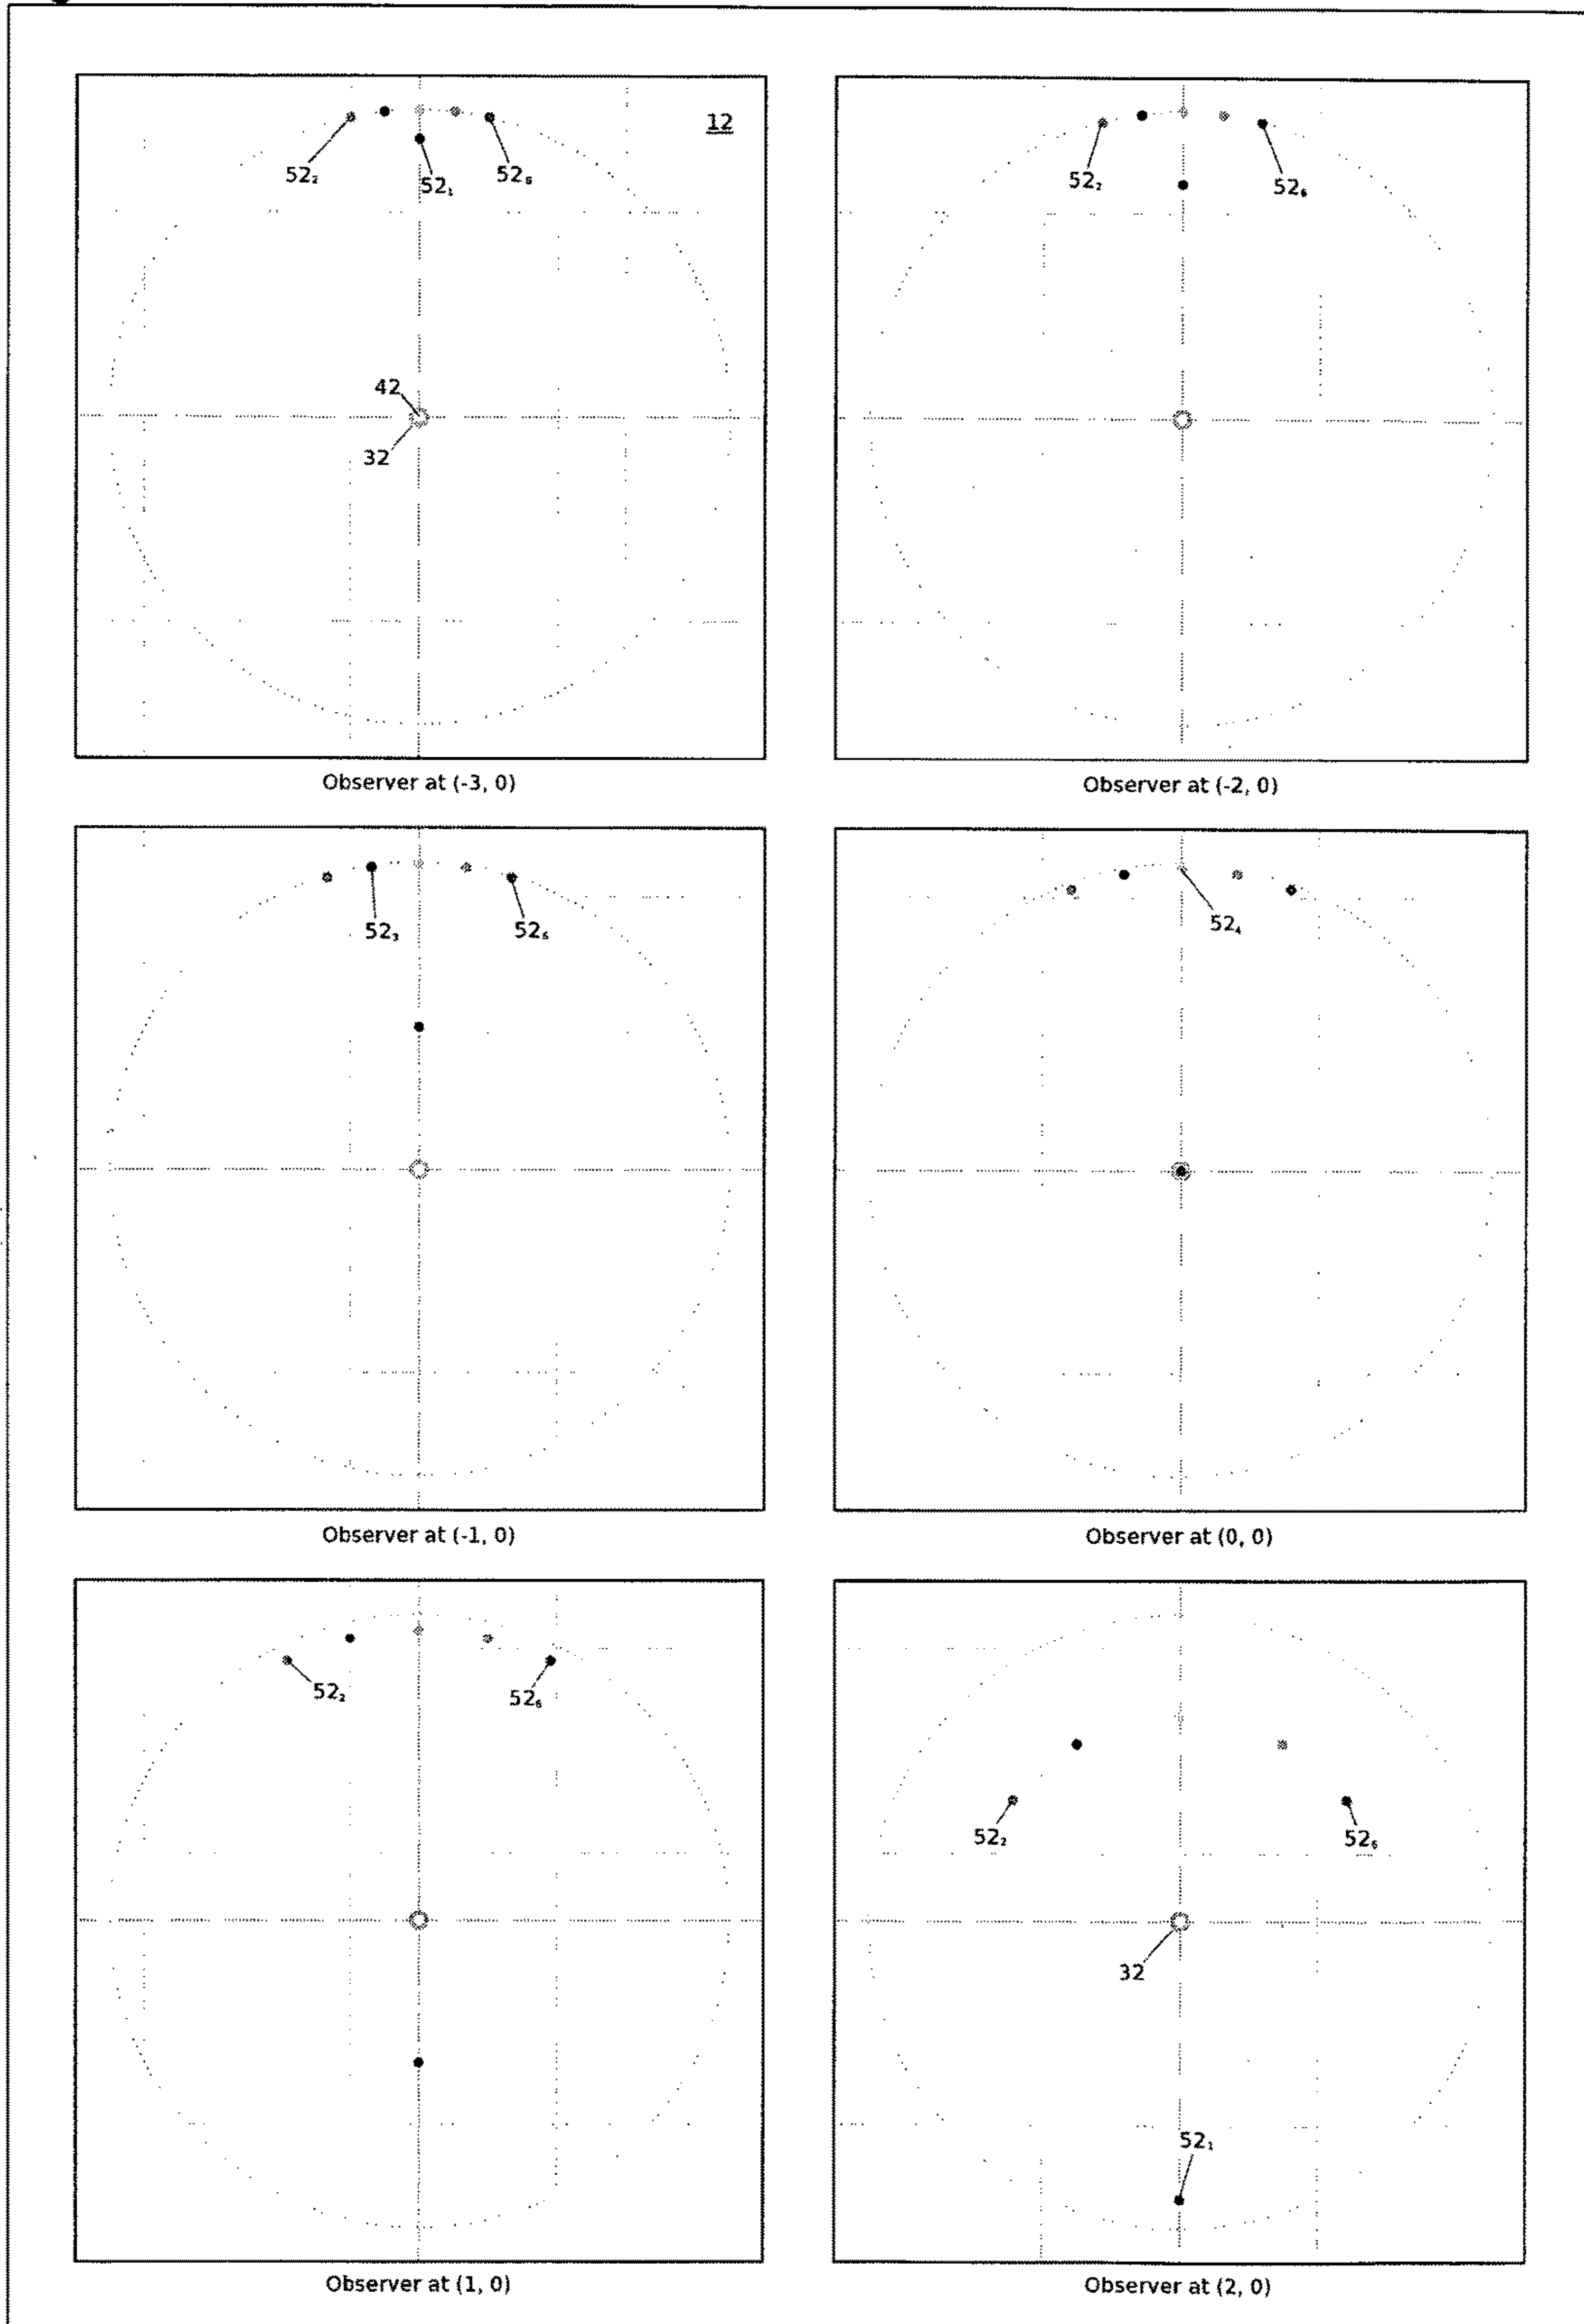 12
52₂
52₁
52₆
42
32
Observer at (-3, 0)
52₂
52₆
Observer at (-2, 0)
52₃
52₅
Observer at (-1, 0)
52₄
Observer at (0, 0)
52₂
52₆
Observer at (1, 0)
52₂
52₆
32
52₁
Observer at (2, 0)